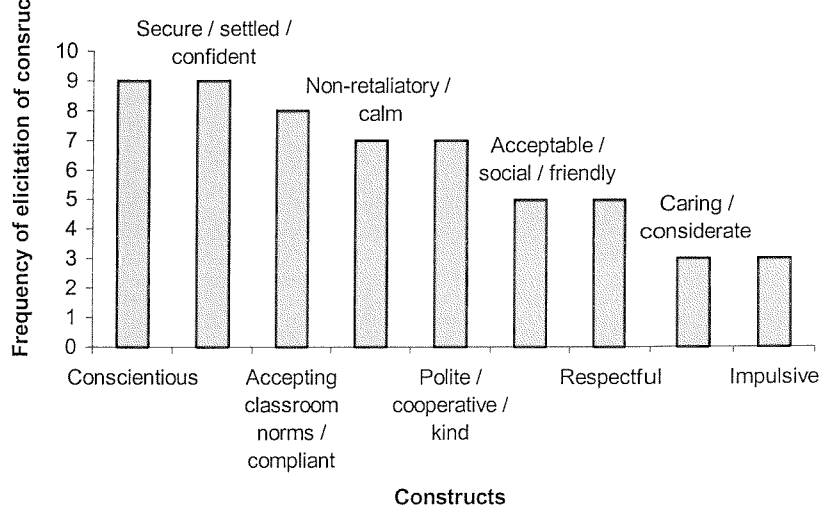 Frequency of elicitation of consruc
Secure / settled /
confident
Non-retaliatory /
calm
Acceptable /
social / friendly
Caring /
considerate
10
9
8
7
6
5
4
3
2
1
0
Conscientious
Accepting
classroom
norms /
compliant
Polite /
cooperative /
kind
Respectful
Impulsive
Constructs